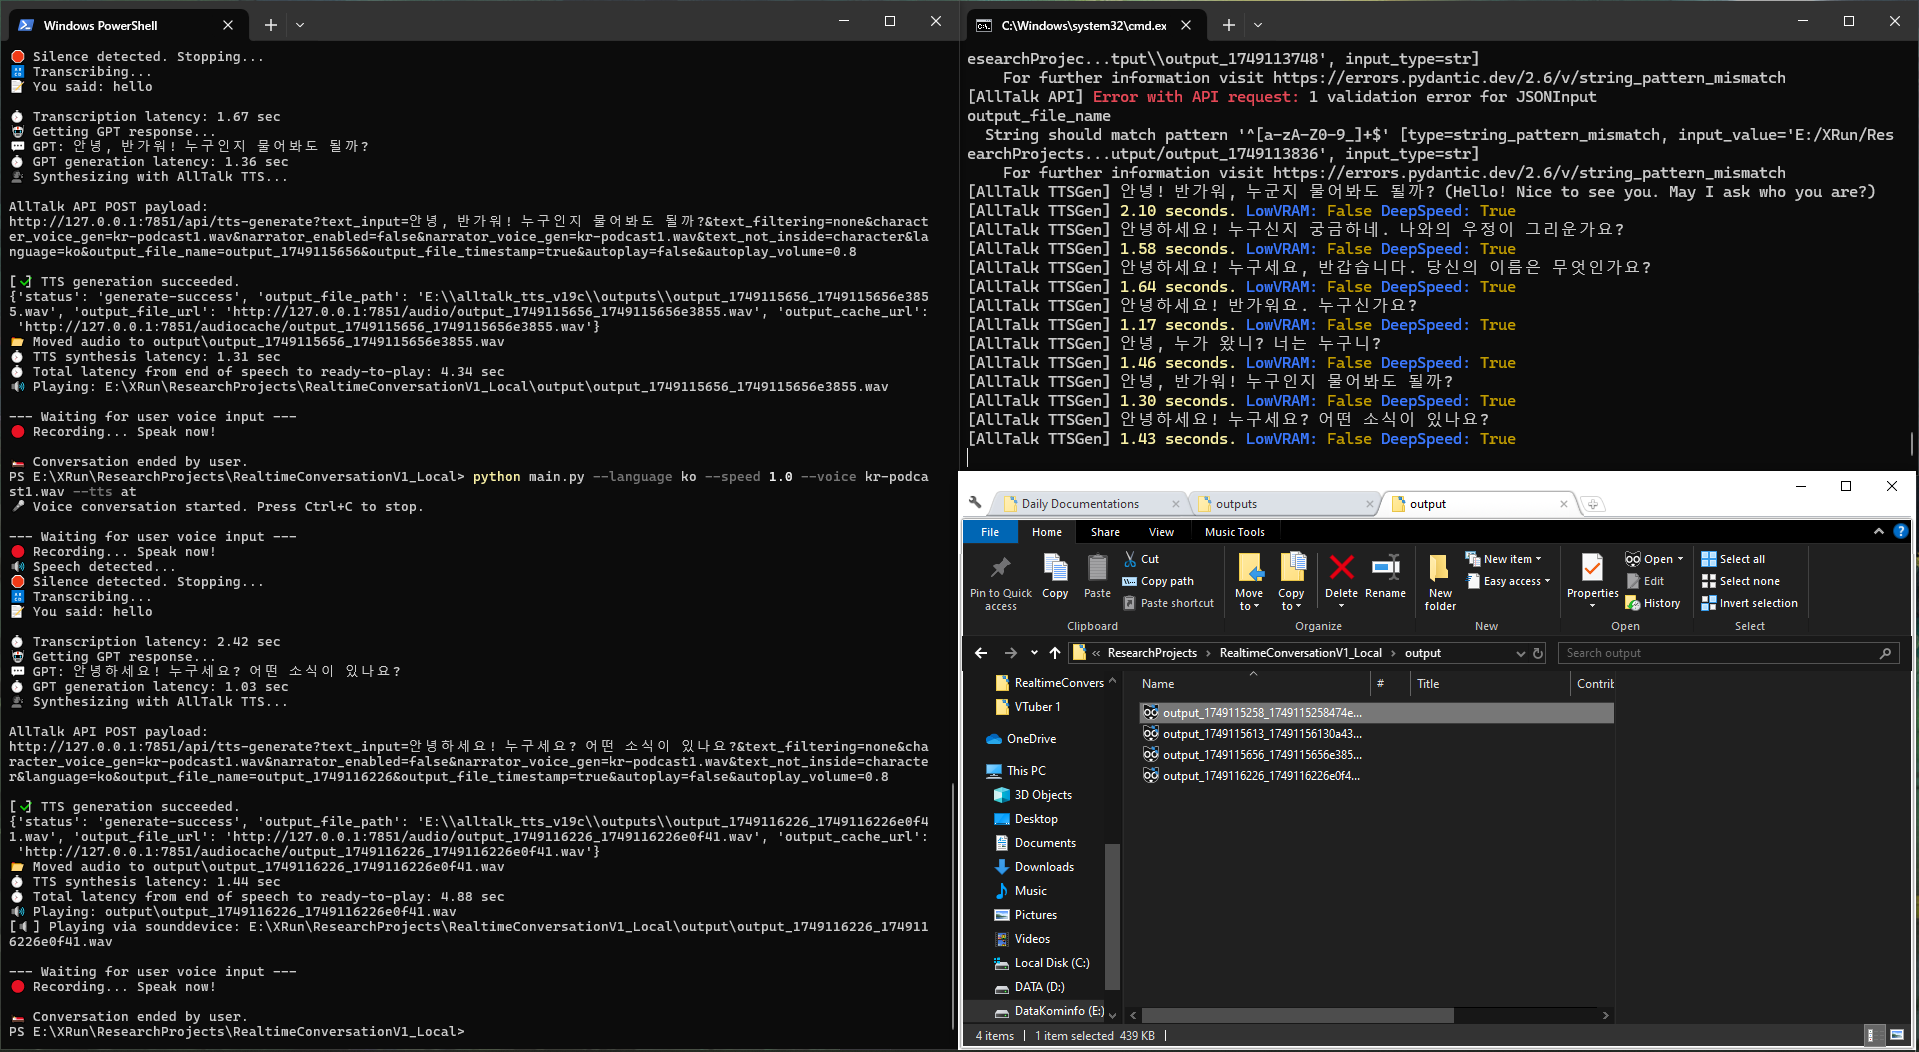 Windows PowerShell
Silence detected. Stopping...
Transcribing...
You said: hello
Transcription latency: 1.67 sec
Getting GPT response...
GPT: 안녕, 반가워! 누구인지 물어봐도 될까?
GPT generation latency: 1.36 sec
Synthesizing with AllTalk TTS...
AllTalk API POST payload:
http://127.0.0.1:7851/api/tts-generate?text_input=안녕, 반가워! 누구인지 물어봐도 될까?&text_filtering=none&charact
er_voice_gen=kr-podcast1.wav&narrator_enabled=false&narrator_voice_gen=kr-podcast1.wav&text_not_inside=character&la
nguage=ko&output_file_name=output_1749115656&output_file_timestamp=true&autoplay=false&autoplay_volume=0.8
[✓] TTS generation succeeded.
{'status': 'generate-success', 'output_file_path': 'E:\\alltalk_tts_v19c\\outputs\\output_1749115656_1749115656e385
5.wav', 'output_file_url': 'http://127.0.0.1:7851/audio/output_1749115656_1749115656e3855.wav', 'output_cache_url':
'http://127.0.0.1:7851/audiocache/output_1749115656_1749115656e3855.wav'}
Moved audio to output\output_1749115656_1749115656e3855.wav
TTS synthesis latency: 1.31 sec
Total latency from end of speech to ready-to-play: 4.34 sec
Playing: E:\XRun\ResearchProjects\RealtimeConversationV1_Local\output\output_1749115656_1749115656e3855.wav
--- Waiting for user voice input ---
Recording... Speak now!
Conversation ended by user.
PS E:\XRun\ResearchProjects\RealtimeConversationV1_Local> python main.py --language ko --speed 1.0 --voice kr-podca
st1.wav --tts at
Voice conversation started. Press Ctrl+C to stop.
--- Waiting for user voice input ---
Recording... Speak now!
Speech detected...
Silence detected. Stopping...
Transcribing...
You said: hello
Transcription latency: 2.42 sec
Getting GPT response...
GPT: 안녕하세요! 누구세요? 어떤 소식이 있나요?
GPT generation latency: 1.03 sec
Synthesizing with AllTalk TTS...
AllTalk API POST payload:
http://127.0.0.1:7851/api/tts-generate?text_input=안녕하세요! 누구세요? 어떤 소식이 있나요?&text_filtering=none&cha
racter_voice_gen=kr-podcast1.wav&narrator_enabled=false&narrator_voice_gen=kr-podcast1.wav&text_not_inside=characte
r&language=ko&output_file_name=output_1749116226&output_file_timestamp=true&autoplay=false&autoplay_volume=0.8
[✓] TTS generation succeeded.
{'status': 'generate-success', 'output_file_path': 'E:\\alltalk_tts_v19c\\outputs\\output_1749116226_1749116226e0f4
1.wav', 'output_file_url': 'http://127.0.0.1:7851/audio/output_1749116226_1749116226e0f41.wav', 'output_cache_url':
'http://127.0.0.1:7851/audiocache/output_1749116226_1749116226e0f41.wav'}
Moved audio to output\output_1749116226_1749116226e0f41.wav
TTS synthesis latency: 1.44 sec
Total latency from end of speech to ready-to-play: 4.88 sec
Playing: output\output_1749116226_1749116226e0f41.wav
[🔊] Playing via sounddevice: E:\XRun\ResearchProjects\RealtimeConversationV1_Local\output\output_1749116226_174911
6226e0f41.wav
--- Waiting for user voice input ---
Recording... Speak now!
Conversation ended by user.
PS E:\XRun\ResearchProjects\RealtimeConversationV1_Local>
C:\Windows\system32\cmd.ex
esearchProjec...tput\\output_1749113748', input_type=str]
For further information visit https://errors.pydantic.dev/2.6/v/string_pattern_mismatch
[AllTalk API] Error with API request: 1 validation error for JSONInput
output_file_name
String should match pattern '^[a-zA-Z0-9_]+$' [type=string_pattern_mismatch, input_value='E:/XRun/Res
earchProjects...utput/output_1749113836', input_type=str]
For further information visit https://errors.pydantic.dev/2.6/v/string_pattern_mismatch
[AllTalk TTSGen] 안녕! 반가워, 누군지 물어봐도 될까? (Hello! Nice to see you. May I ask who you are?)
[AllTalk TTSGen] 2.10 seconds. LowVRAM: False DeepSpeed: True
[AllTalk TTSGen] 안녕하세요! 누구신지 궁금하네. 나와의 우정이 그리운가요?
[AllTalk TTSGen] 1.58 seconds. LowVRAM: False DeepSpeed: True
[AllTalk TTSGen] 안녕하세요! 누구세요, 반갑습니다. 당신의 이름은 무엇인가요?
[AllTalk TTSGen] 1.64 seconds. LowVRAM: False DeepSpeed: True
[AllTalk TTSGen] 안녕하세요! 반가워요. 누구신가요?
[AllTalk TTSGen] 1.17 seconds. LowVRAM: False DeepSpeed: True
[AllTalk TTSGen] 안녕, 누가 왔니? 너는 누구니?
[AllTalk TTSGen] 1.46 seconds. LowVRAM: False DeepSpeed: True
[AllTalk TTSGen] 안녕, 반가워! 누구인지 물어봐도 될까?
[AllTalk TTSGen] 1.30 seconds. LowVRAM: False DeepSpeed: True
[AllTalk TTSGen] 안녕하세요! 누구세요? 어떤 소식이 있나요?
[AllTalk TTSGen] 1.43 seconds. LowVRAM: False DeepSpeed: True
Daily Documentations outputs output
File Home Share View Music Tools
Pin to Quick access
Copy
Paste
Cut
Copy path
Paste shortcut
Clipboard
Move to
Copy to
Delete
Rename
Organize
New folder
New item
Easy access
New
Properties
Open
Edit
History
Open
Select all
Select none
Invert selection
Select
« ResearchProjects › RealtimeConversationV1_Local › output
Search output
RealtimeConvers
VTuber 1
OneDrive
This PC
3D Objects
Desktop
Documents
Downloads
Music
Pictures
Videos
Local Disk (C:)
DATA (D:)
DataKominfo (E:)
Name # Title Contrib
output_1749115258_1749115258474e...
output_1749115613_17491156130a43...
output_1749115656_1749115656e385...
output_1749116226_1749116226e0f4...
4 items 1 item selected 439 KB